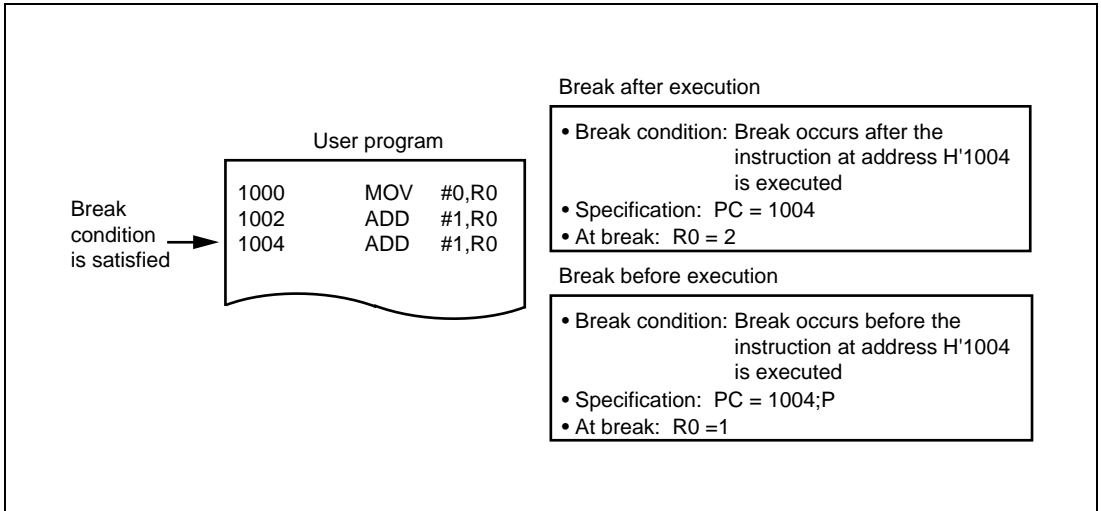 Break
condition
is satisfied
User program
1000 MOV #0,R0
1002 ADD #1,R0
1004 ADD #1,R0
Break after execution
• Break condition: Break occurs after the
instruction at address H'1004
is executed
• Specification: PC = 1004
• At break: R0 = 2
Break before execution
• Break condition: Break occurs before the
instruction at address H'1004
is executed
• Specification: PC = 1004;P
• At break: R0 =1